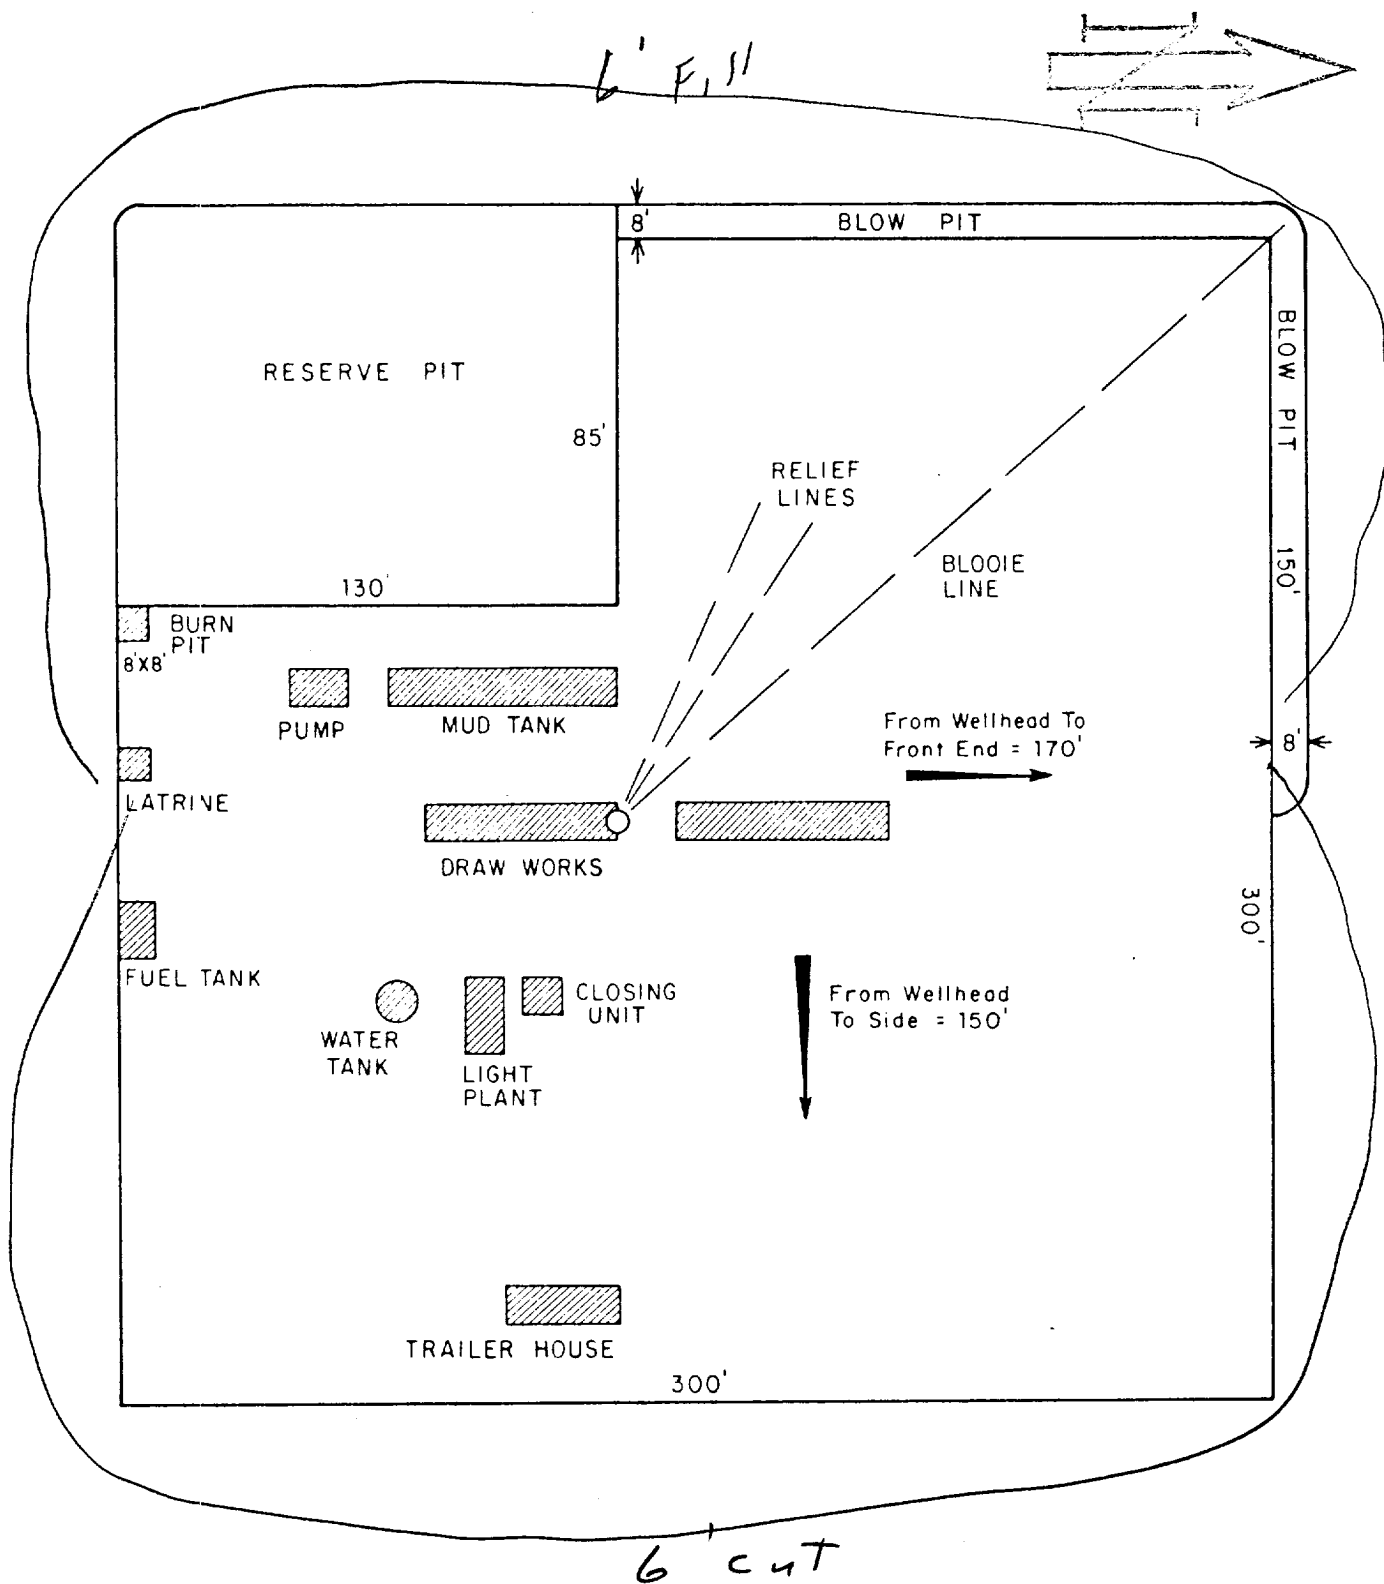 6' Fill
N
8'
BLOW PIT
BLOW PIT
RESERVE PIT
85'
RELIEF
LINES
BLOOIE
LINE
150'
130'
BURN
PIT
8'X8'
PUMP
MUD TANK
From Wellhead To
Front End = 170'
8'
LATRINE
DRAW WORKS
300'
FUEL TANK
CLOSING
UNIT
From Wellhead
To Side = 150'
WATER
TANK
LIGHT
PLANT
TRAILER HOUSE
300'
6' cuT